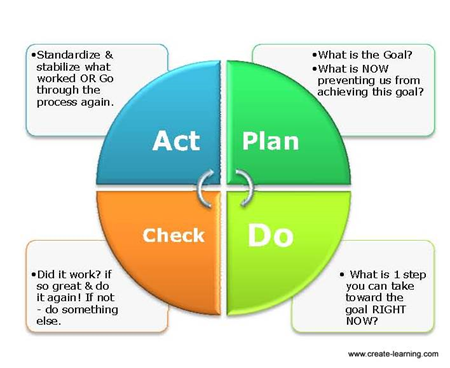 •Standardize &
stabilize what
worked OR Go
through the
process again.
•What is the Goal?
•What is NOW
preventing us from
achieving this goal?
Act
Plan
Check
Do
•Did it work? if
so great & do
it again! If not
- do something
else.
• What is 1 step
you can take
toward the
goal RIGHT
NOW?
www.create-learning.com